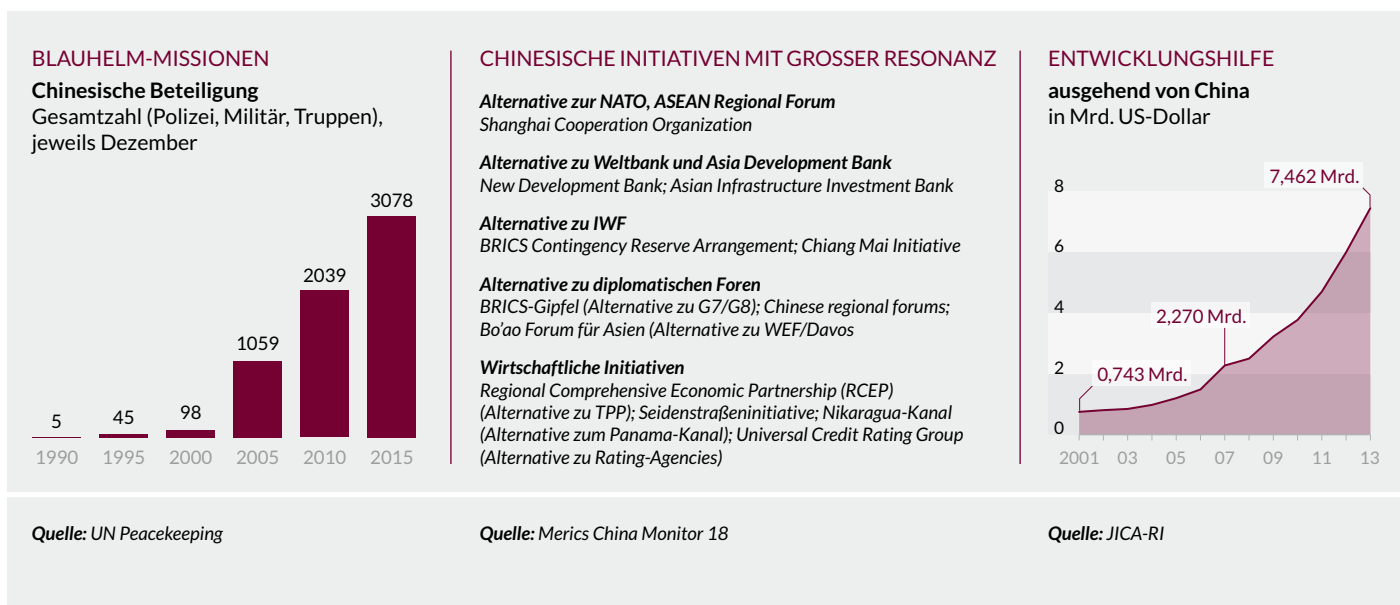 BLAUHELM-MISSIONEN
Chinesische Beteiligung
Gesamtzahl (Polizei, Militär, Truppen),
jeweils Dezember
5
45
98
1059
2039
3078
1990
1995
2000
2005
2010
2015
Quelle: UN Peacekeeping
CHINESISCHE INITIATIVEN MIT GROSSER RESONANZ
Alternative zur NATO, ASEAN Regional Forum
Shanghai Cooperation Organization
Alternative zu Weltbank und Asia Development Bank
New Development Bank; Asian Infrastructure Investment Bank
Alternative zu IWF
BRICS Contingency Reserve Arrangement; Chiang Mai Initiative
Alternative zu diplomatischen Foren
BRICS-Gipfel (Alternative zu G7/G8); Chinese regional forums;
Bo’ao Forum für Asien (Alternative zu WEF/Davos
Wirtschaftliche Initiativen
Regional Comprehensive Economic Partnership (RCEP)
(Alternative zu TPP); Seidenstraßeninitiative; Nikaragua-Kanal
(Alternative zum Panama-Kanal); Universal Credit Rating Group
(Alternative zu Rating-Agencies)
Quelle: Merics China Monitor 18
ENTWICKLUNGSHILFE
ausgehend von China
in Mrd. US-Dollar
8
6
4
2
0
0,743 Mrd.
2,270 Mrd.
7,462 Mrd.
2001
03
05
07
09
11
13
Quelle: JICA-RI